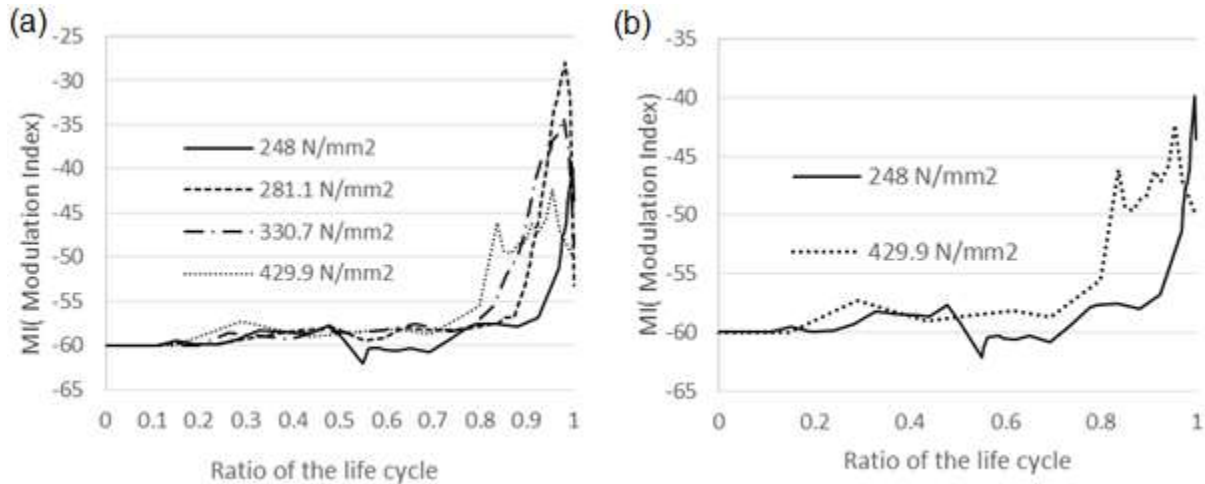 (a)
-25
-30
-35
-40
-45
-50
-55
-60
-65
MI( Modulation Index)
248 N/mm2
281.1 N/mm2
330.7 N/mm2
429.9 N/mm2
0 0.1 0.2 0.3 0.4 0.5 0.6 0.7 0.8 0.9 1
Ratio of the life cycle
(b)
-35
-40
-45
-50
-55
-60
-65
MI( Modulation Index)
248 N/mm2
429.9 N/mm2
0 0.2 0.4 0.6 0.8 1
Ratio of the life cycle